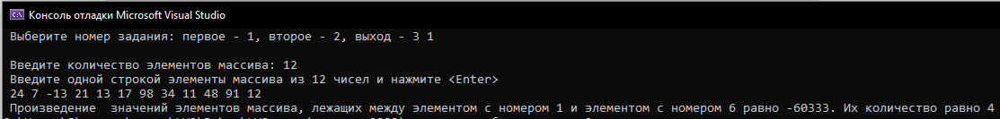 Консоль отладки Microsoft Visual Studio
Выберите номер задания: первое - 1, второе - 2, выход - 3 1
Введите количество элементов массива: 12
Введите одной строкой элементы массива из 12 чисел и нажмите <Enter>
24 7 -13 21 13 17 98 34 11 48 91 12
Произведение  значений элементов массива, лежащих между элементом с номером 1 и элементом с номером 6 равно -60333. Их количество равно 4